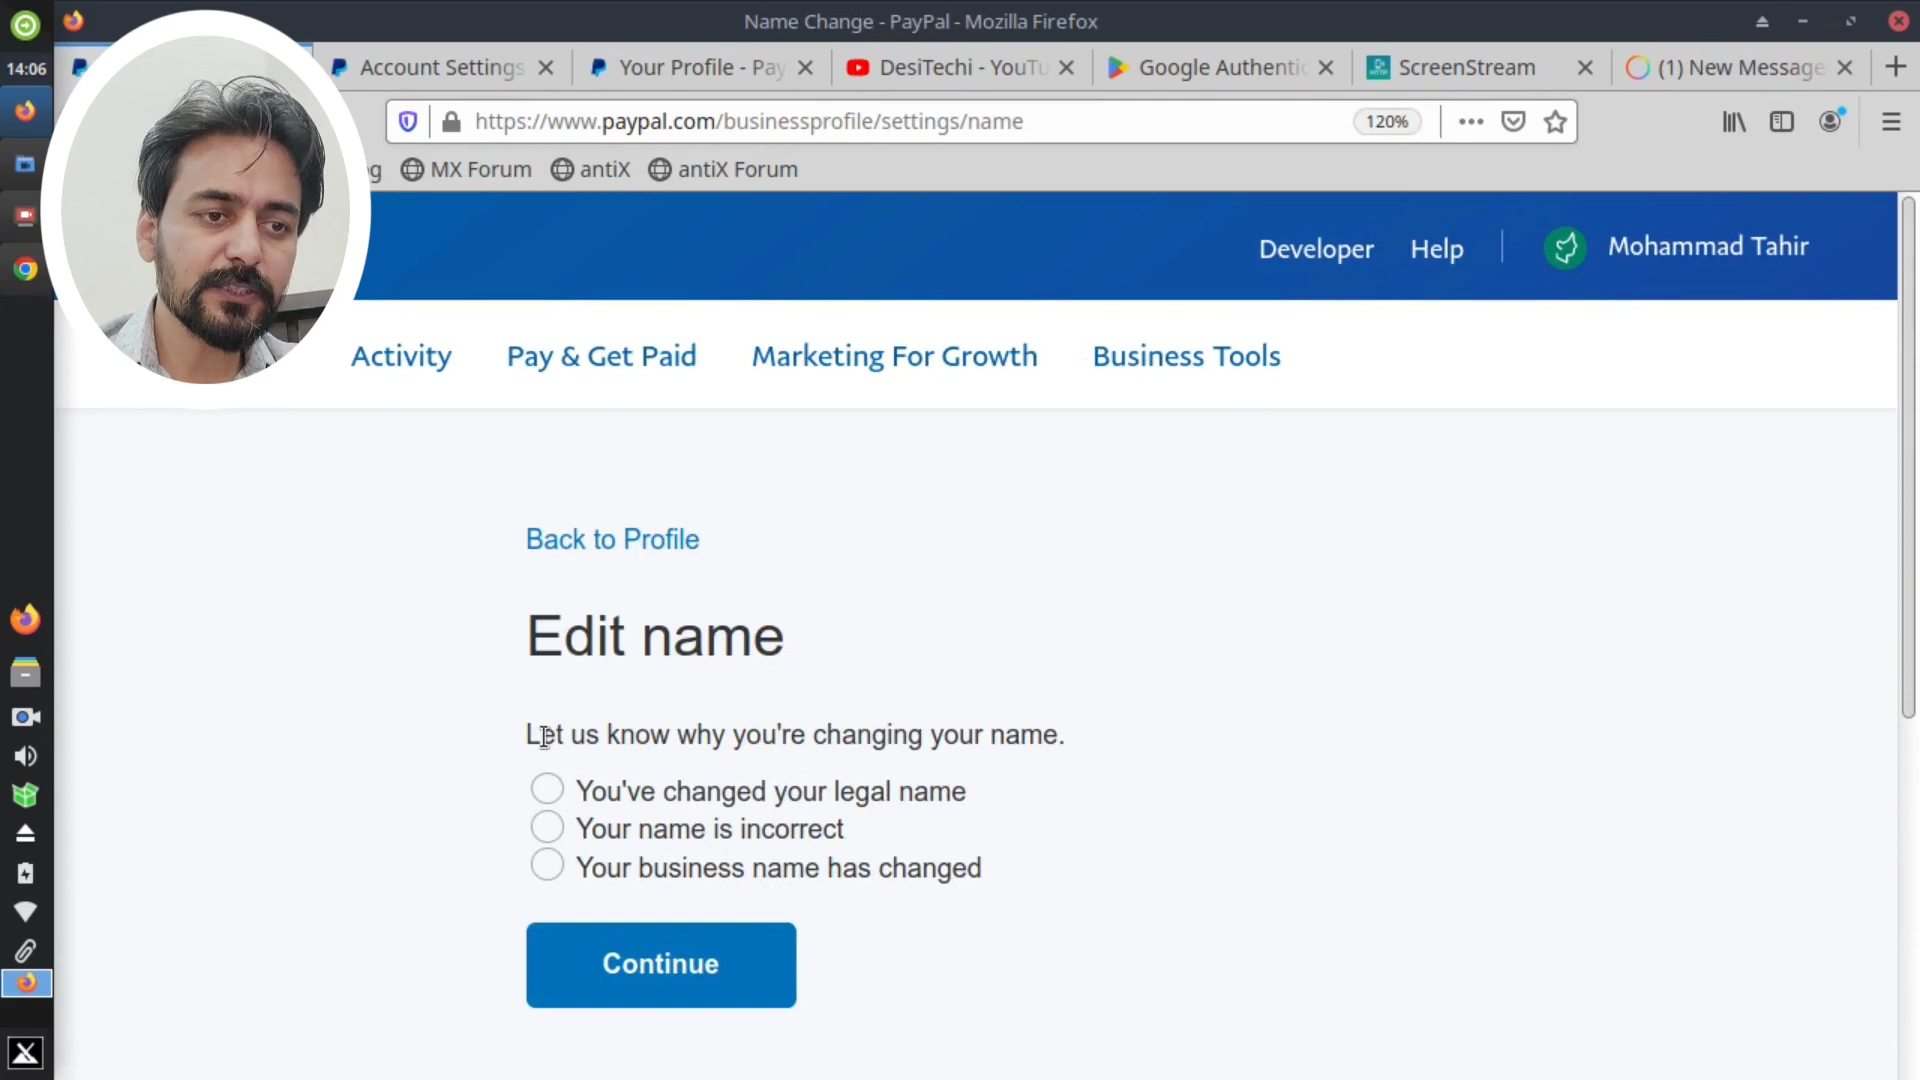 Name Change - PayPal - Mozilla Firefox
14:06
Account Settings
Your Profile - Pay
DesiTechi - YouTu
Google Authentic
ScreenStream
(1) New Message
https://www.paypal.com/businessprofile/settings/name
120%
g
MX Forum
antiX
antiX Forum
Developer
Help
Mohammad Tahir
Activity
Pay & Get Paid
Marketing For Growth
Business Tools
Back to Profile
Edit name
Let us know why you're changing your name.
You've changed your legal name
Your name is incorrect
Your business name has changed
Continue